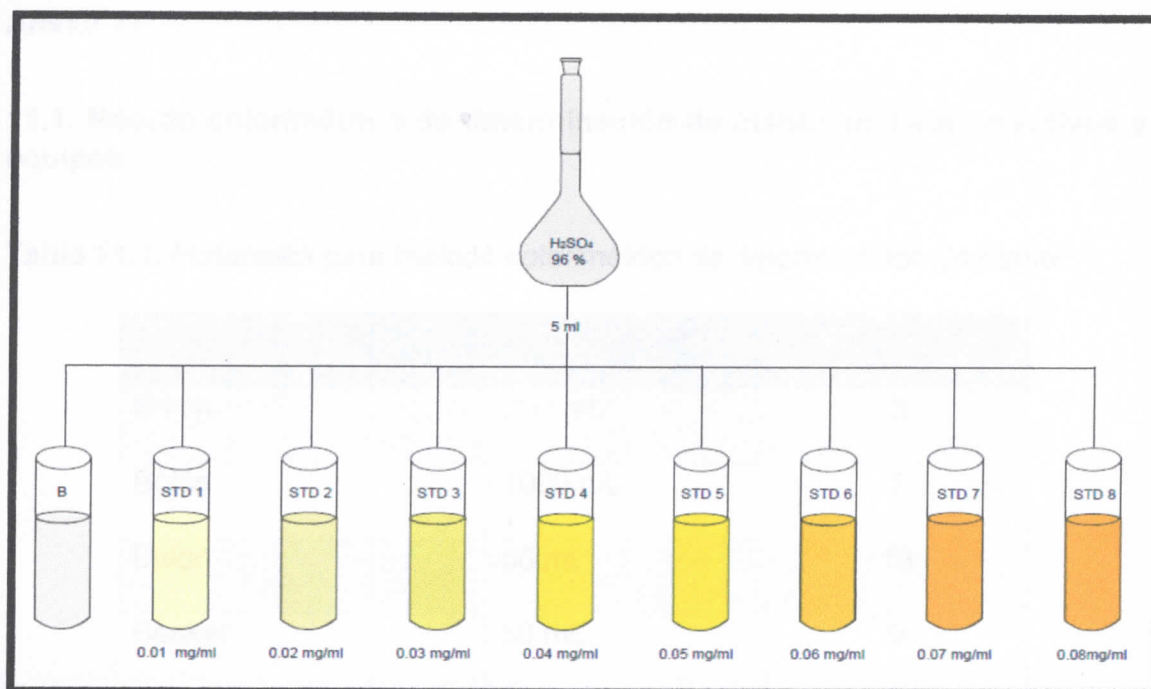 H₂SO₄
96 %
5 ml
B
STD 1
STD 2
STD 3
STD 4
STD 5
STD 6
STD 7
STD 8
0.01 mg/ml
0.02 mg/ml
0.03 mg/ml
0.04 mg/ml
0.05 mg/ml
0.06 mg/ml
0.07 mg/ml
0.08mg/ml